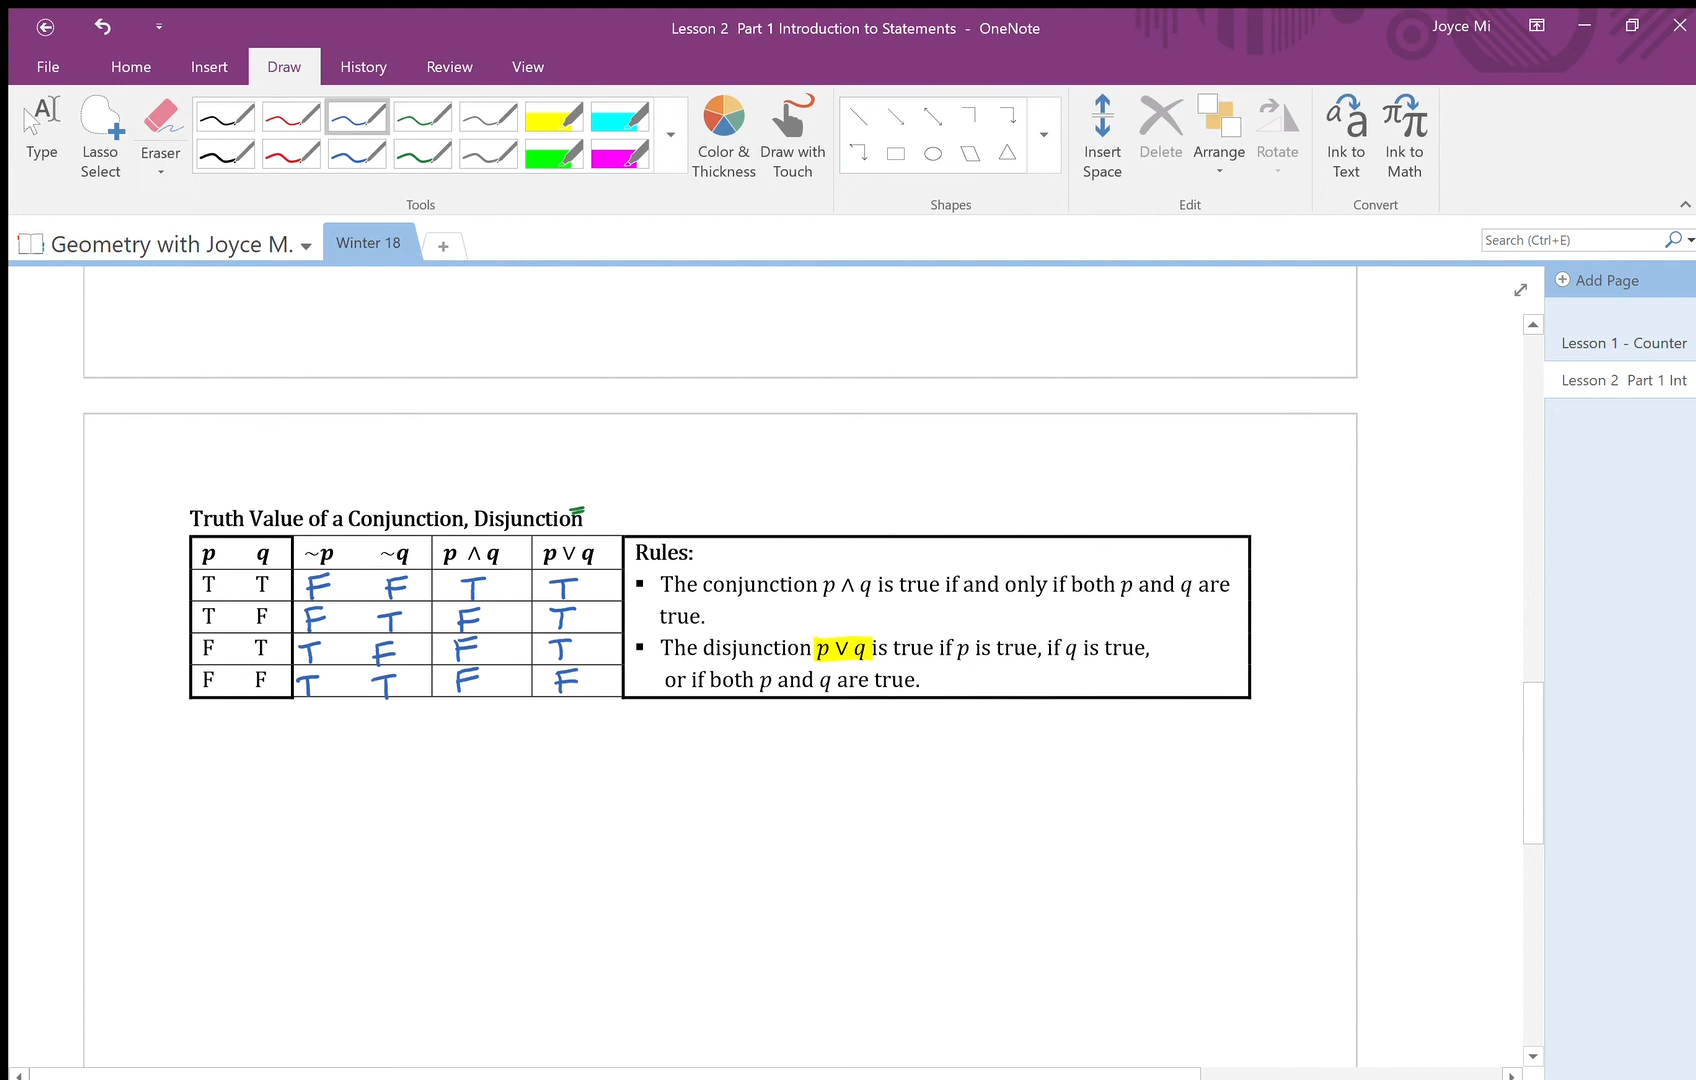 Lesson 2 Part 1 Introduction to Statements - OneNote
Joyce Mi
File Home Insert Draw History Review View
Type
Lasso Select
Eraser
Color & Thickness
Draw with Touch
Insert Space
Delete
Arrange
Rotate
Ink to Text
Ink to Math
Tools
Shapes
Edit
Convert
Geometry with Joyce M.
Winter 18
+
Search (Ctrl+E)
Add Page
Lesson 1 - Counter
Lesson 2 Part 1 Int
Truth Value of a Conjunction, Disjunction
p q ~p ~q p ∧ q p ∨ q
T T F F T T
T F F T F T
F T T F F T
F F T T F F
Rules:
▪ The conjunction p ∧ q is true if and only if both p and q are
true.
▪ The disjunction p ∨ q is true if p is true, if q is true,
or if both p and q are true.